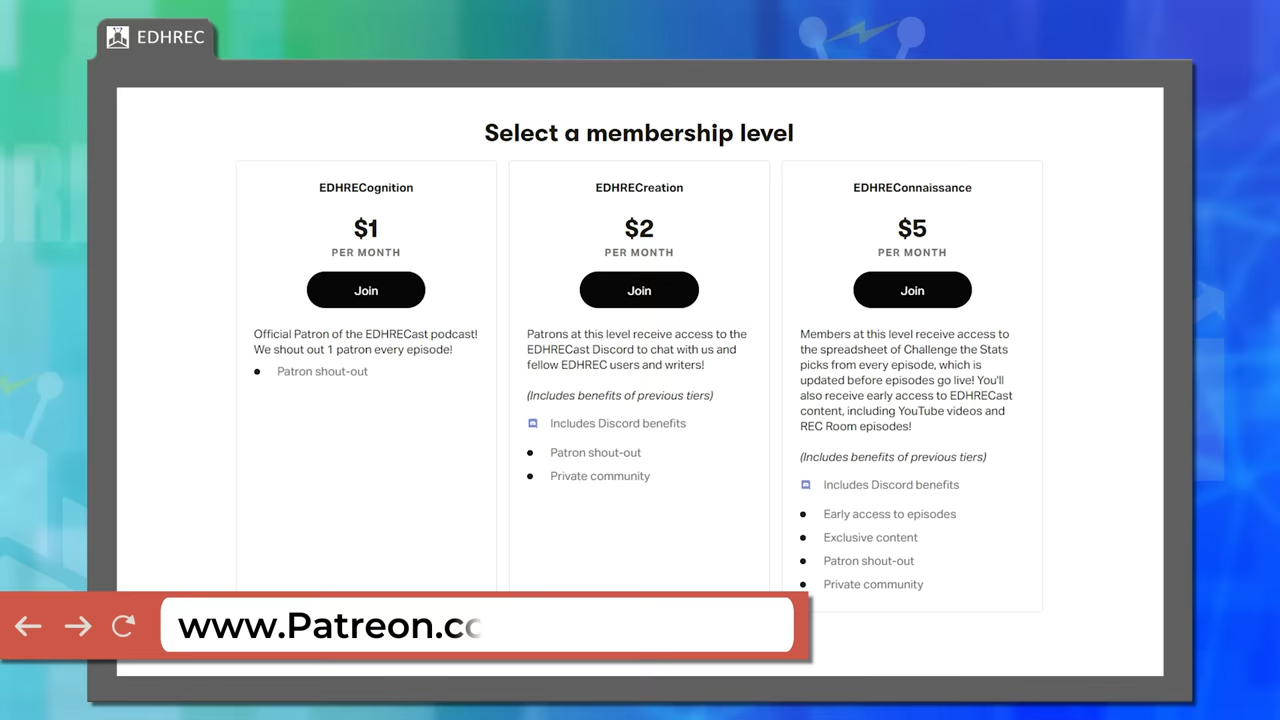 EDHREC
Select a membership level
EDHRECognition
$1
PER MONTH
Join
Official Patron of the EDHRECast podcast!
We shout out 1 patron every episode!
Patron shout-out
EDHRECreation
$2
PER MONTH
Join
Patrons at this level receive access to the
EDHRECast Discord to chat with us and
fellow EDHREC users and writers!
(Includes benefits of previous tiers)
Includes Discord benefits
Patron shout-out
Private community
EDHREConnaissance
$5
PER MONTH
Join
Members at this level receive access to
the spreadsheet of Challenge the Stats
picks from every episode, which is
updated before episodes go live! You'll
also receive early access to EDHRECast
content, including YouTube videos and
REC Room episodes!
(Includes benefits of previous tiers)
Includes Discord benefits
Early access to episodes
Exclusive content
Patron shout-out
Private community
www.Patreon.co